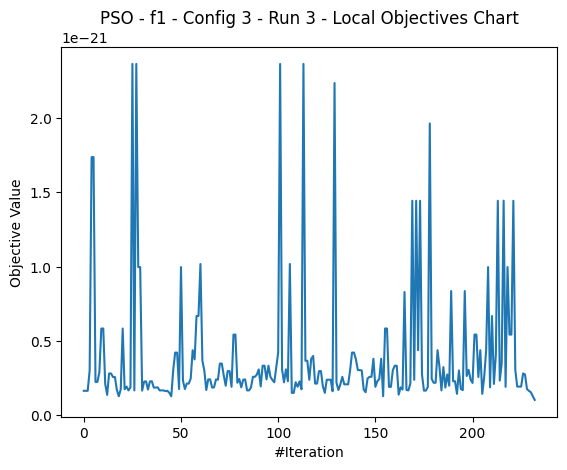 PSO - f1 - Config 3 - Run 3 - Local Objectives Chart
1e−21
2.0
1.5
1.0
0.5
0.0
Objective Value
0 50 100 150 200
#Iteration